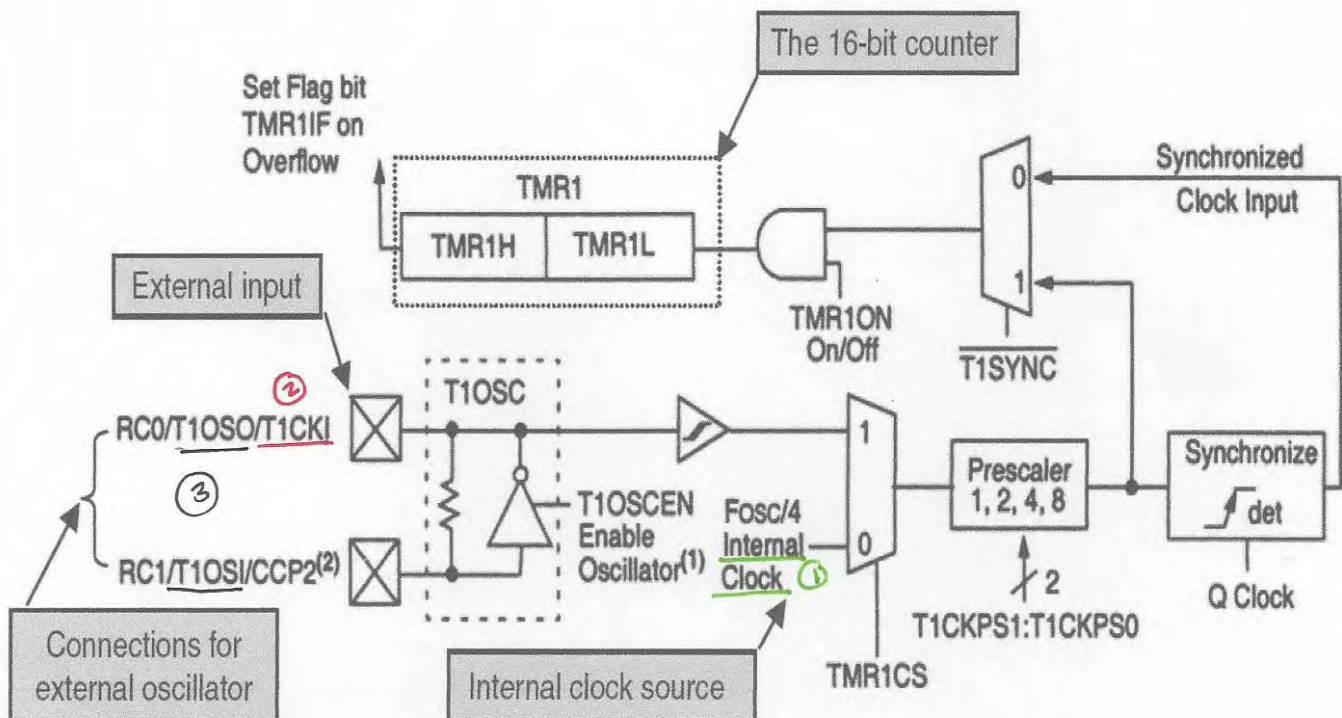 The 16-bit counter
Set Flag bit
TMR1IF on
Overflow
TMR1
TMR1H
TMR1L
0
Synchronized
Clock Input
1
TMR1ON
On/Off
T1SYNC
External input
②
T1OSC
RC0/T1OSO/T1CKI
③
1
Prescaler
1, 2, 4, 8
Synchronize
det
T1OSCEN
Enable
Oscillator(1)
FOSC/4
Internal
Clock ①
0
RC1/T1OSI/CCP2(2)
2
T1CKPS1:T1CKPS0
Q Clock
TMR1CS
Connections for
external oscillator
Internal clock source